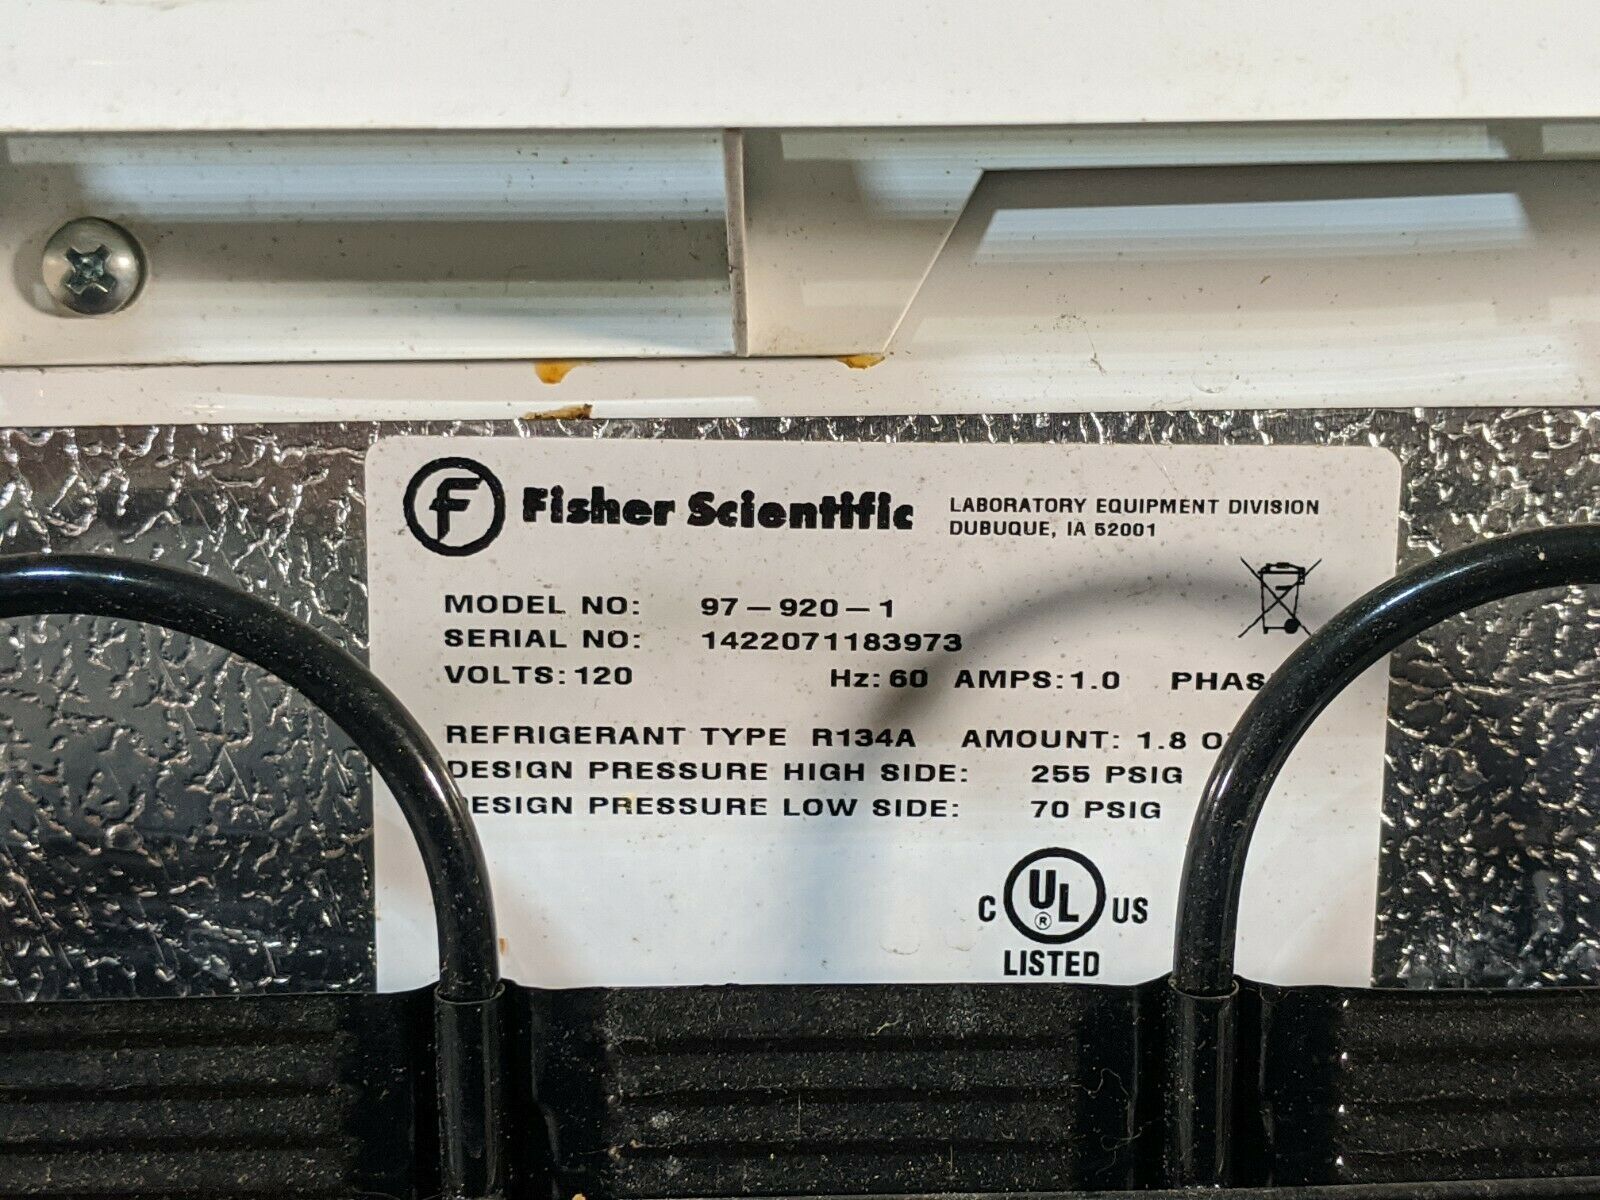 F Fisher Scientific
LABORATORY EQUIPMENT DIVISION
DUBUQUE, IA 52001
MODEL NO: 97-920-1
SERIAL NO: 1422071183973
VOLTS: 120 Hz: 60 AMPS: 1.0
REFRIGERANT TYPE R134A AMOUNT: 1.8
DESIGN PRESSURE HIGH SIDE: 255 PSIG
DESIGN PRESSURE LOW SIDE: 70 PSIG
C UL® US
LISTED